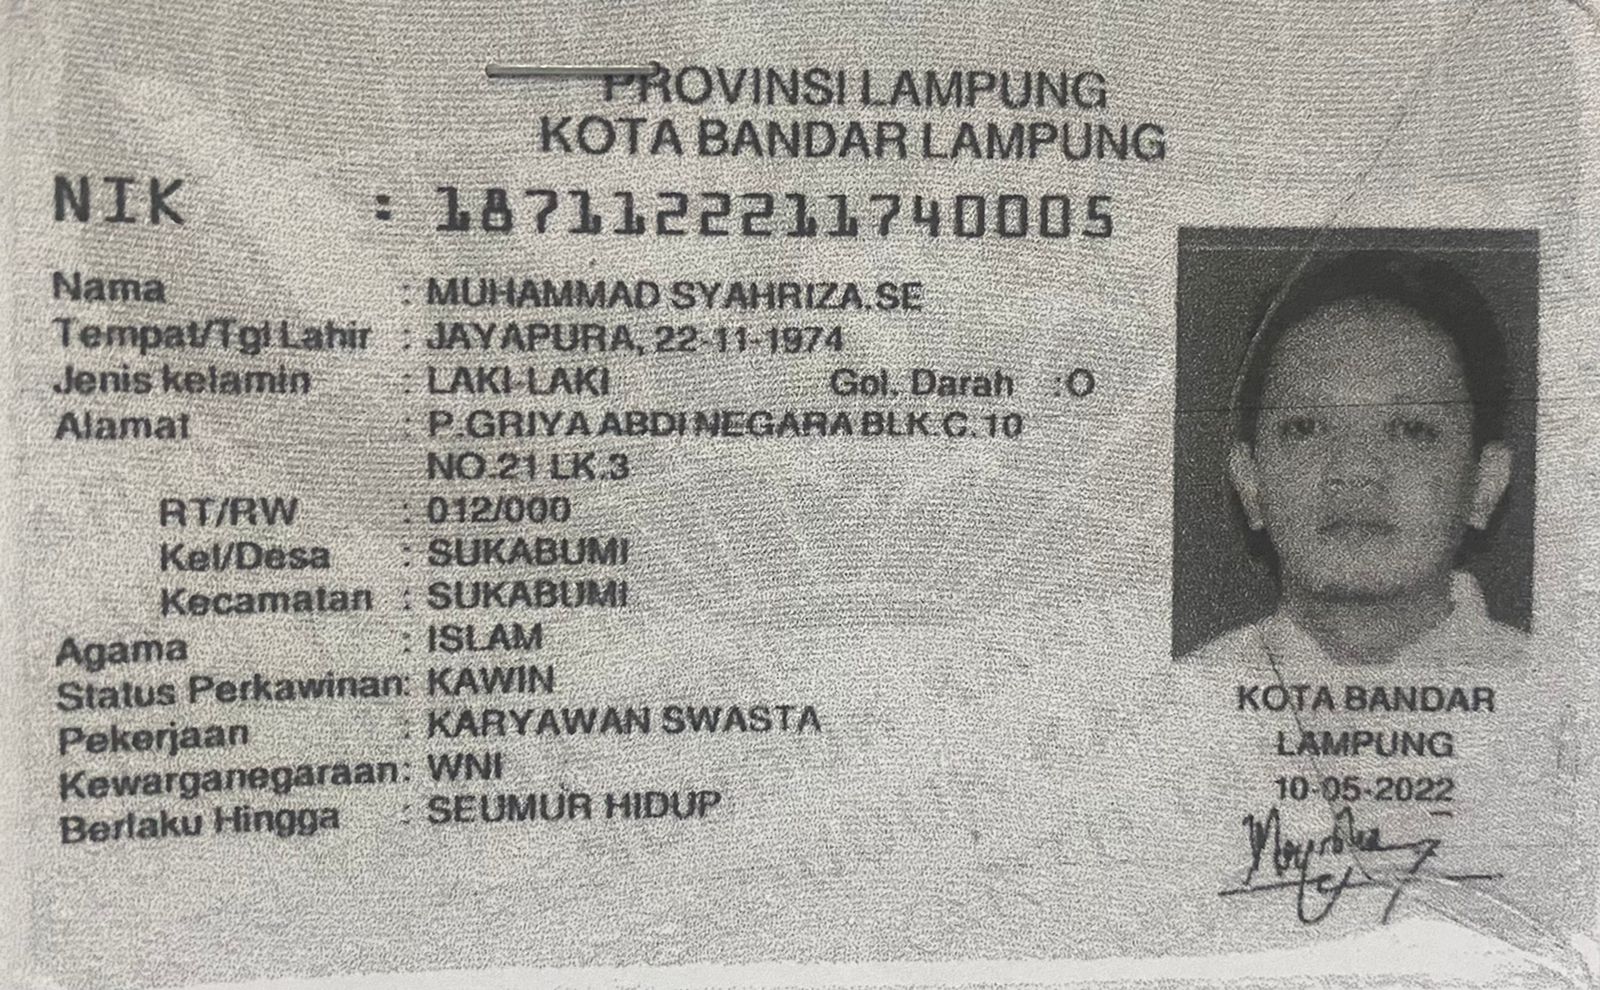 PROVINSI LAMPUNG
KOTA BANDAR LAMPUNG
NIK : 1871122211740005
Nama : MUHAMMAD SYAHRIZA.SE
Tempat/Tgl Lahir : JAYAPURA, 22-11-1974
Jenis kelamin : LAKI-LAKI Gol. Darah :O
Alamat : P.GRIYA ABDI NEGARA BLK.C.10
NO.21 LK.3
RT/RW : 012/000
Kel/Desa : SUKABUMI
Kecamatan : SUKABUMI
Agama : ISLAM
Status Perkawinan: KAWIN
Pekerjaan : KARYAWAN SWASTA
Kewarganegaraan: WNI
Berlaku Hingga : SEUMUR HIDUP
KOTA BANDAR
LAMPUNG
10-05-2022